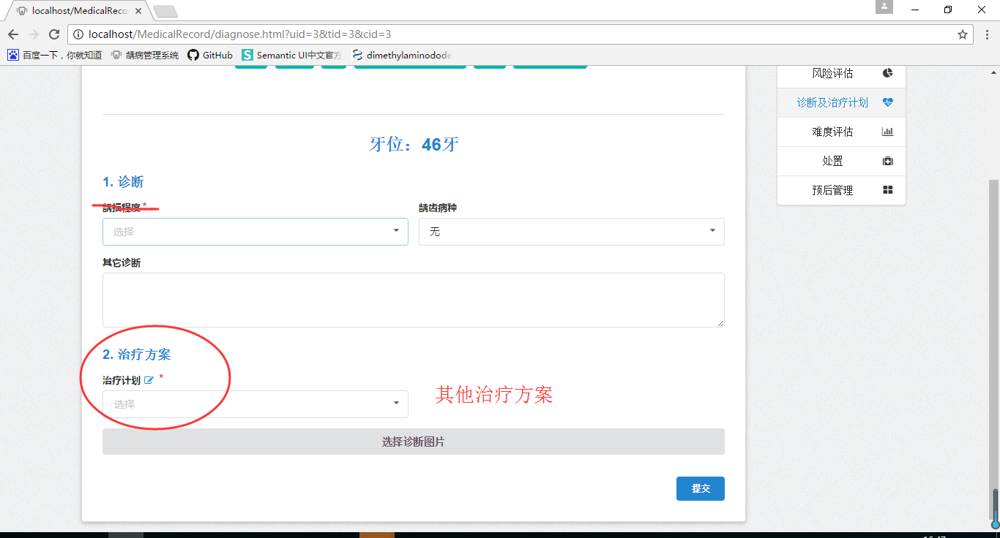 localhost/MedicalReco
localhost/MedicalRecord/diagnose.html?uid=3&tid=3&cid=3
百度一下，你就知道 龋病管理系统 GitHub Semantic UI中文官方 dimethylaminodode
风险评估
诊断及治疗计划
难度评估
处置
预后管理
牙位：46牙
1. 诊断
龋损程度 * 龋齿病种
选择 无
其它诊断
2. 治疗方案
治疗计划 *
选择 其他治疗方案
选择诊断图片
提交